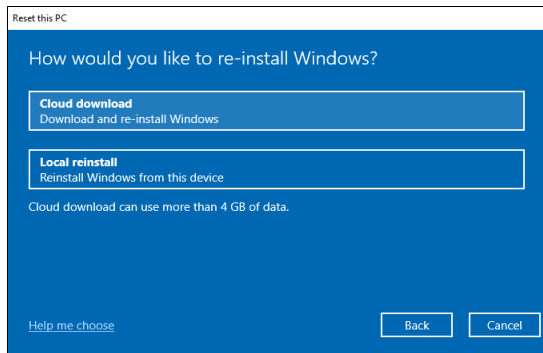 Reset this PC
How would you like to re-install Windows?
Cloud download
Download and re-install Windows
Local reinstall
Reinstall Windows from this device
Cloud download can use more than 4 GB of data.
Help me choose
Back
Cancel